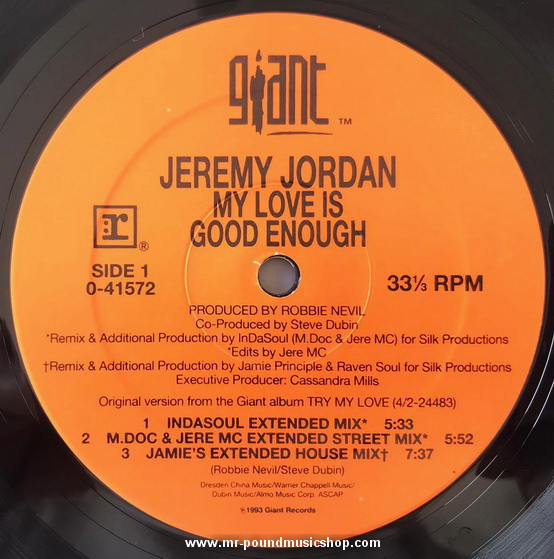 giant TM
JEREMY JORDAN
MY LOVE IS
GOOD ENOUGH
r ®
SIDE 1
0-41572
33⅓ RPM
PRODUCED BY ROBBIE NEVIL
Co-Produced by Steve Dubin
*Remix & Additional Production by InDaSoul (M.Doc & Jere MC) for Silk Productions
*Edits by Jere MC
†Remix & Additional Production by Jamie Principle & Raven Soul for Silk Productions
Executive Producer: Cassandra Mills
Original version from the Giant album TRY MY LOVE (4/2-24483)
1 INDASOUL EXTENDED MIX* 5:33
2 M.DOC & JERE MC EXTENDED STREET MIX* 5:52
3 JAMIE'S EXTENDED HOUSE MIX† 7:37
(Robbie Nevil/Steve Dubin)
Dresden China Music/Warner Chappell Music/
Dubin Music/Almo Music Corp. ASCAP
℗1993 Giant Records
www.mr-poundmusicshop.com